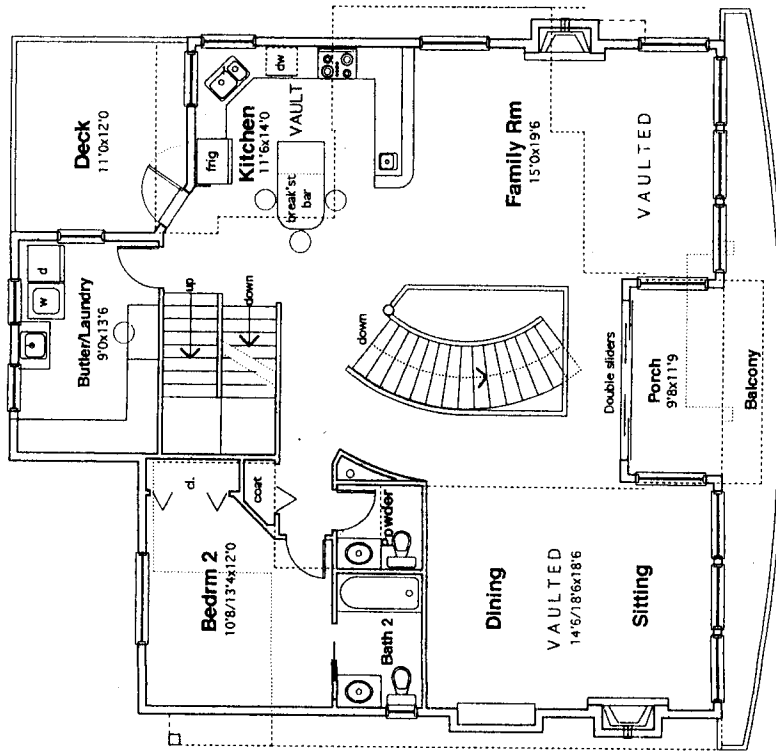 Deck
11'0x12'0
Kitchen
11'6x14'0
VAULT
dw
frig
break'st
bar
Family Rm
15'0x19'6
VAULTED
Butler/Laundry
9'0x13'6
w
d
up
down
down
Double sliders
Porch
9'8x11'9
Balcony
Bedrm 2
10'8/13'4x12'0
cl.
coat
Powder
Bath 2
Dining
VAULTED
14'6/18'6x18'6
Sitting